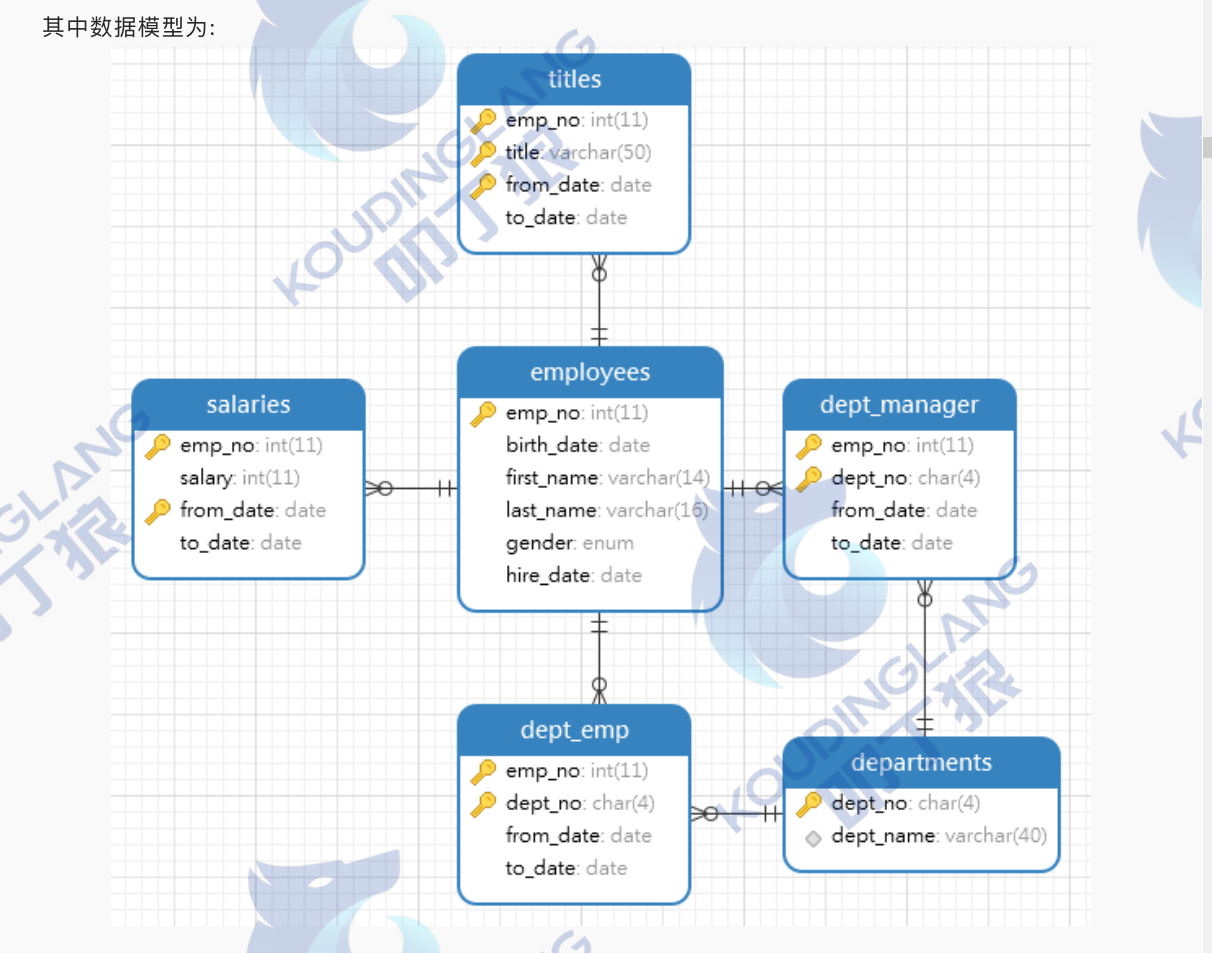 其中数据模型为:
titles
emp_no: int(11)
title: varchar(50)
from_date: date
to_date: date
employees
emp_no: int(11)
birth_date: date
first_name: varchar(14)
last_name: varchar(16)
gender: enum
hire_date: date
salaries
emp_no: int(11)
salary: int(11)
from_date: date
to_date: date
dept_manager
emp_no: int(11)
dept_no: char(4)
from_date: date
to_date: date
dept_emp
emp_no: int(11)
dept_no: char(4)
from_date: date
to_date: date
departments
dept_no: char(4)
dept_name: varchar(40)
KOUDINGLANG
叩丁狼
KOUDINGLANG
叩丁狼
GLANG
丁狼